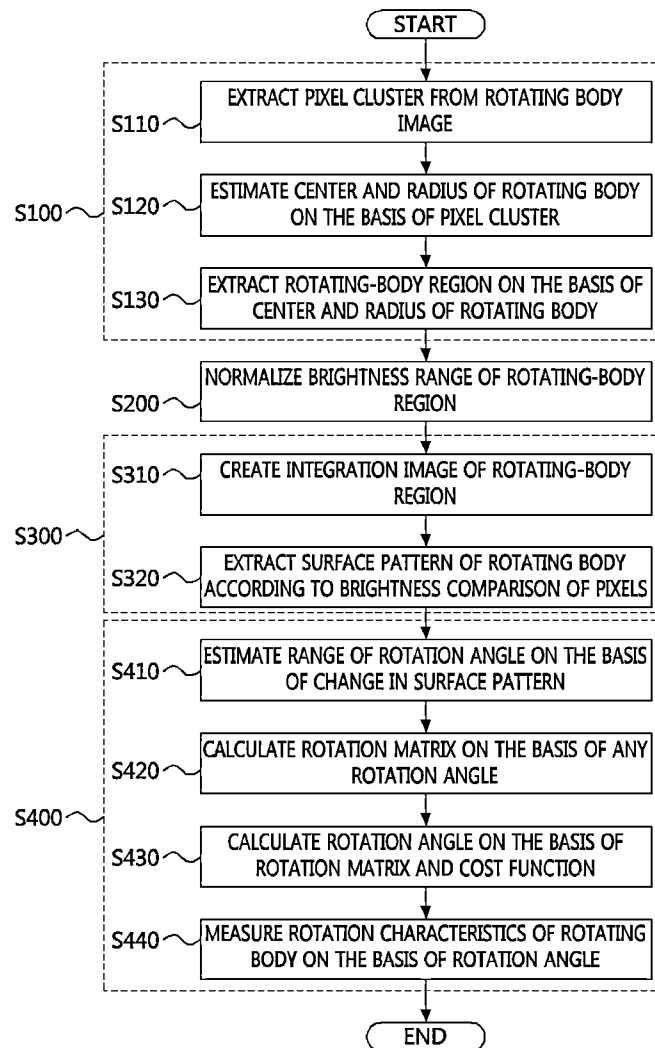 START
S100
S110
EXTRACT PIXEL CLUSTER FROM ROTATING BODY
IMAGE
S120
ESTIMATE CENTER AND RADIUS OF ROTATING BODY
ON THE BASIS OF PIXEL CLUSTER
S130
EXTRACT ROTATING-BODY REGION ON THE BASIS OF
CENTER AND RADIUS OF ROTATING BODY
S200
NORMALIZE BRIGHTNESS RANGE OF ROTATING-BODY
REGION
S300
S310
CREATE INTEGRATION IMAGE OF ROTATING-BODY
REGION
S320
EXTRACT SURFACE PATTERN OF ROTATING BODY
ACCORDING TO BRIGHTNESS COMPARISON OF PIXELS
S400
S410
ESTIMATE RANGE OF ROTATION ANGLE ON THE BASIS
OF CHANGE IN SURFACE PATTERN
S420
CALCULATE ROTATION MATRIX ON THE BASIS OF ANY
ROTATION ANGLE
S430
CALCULATE ROTATION ANGLE ON THE BASIS OF
ROTATION MATRIX AND COST FUNCTION
S440
MEASURE ROTATION CHARACTERISTICS OF ROTATING
BODY ON THE BASIS OF ROTATION ANGLE
END